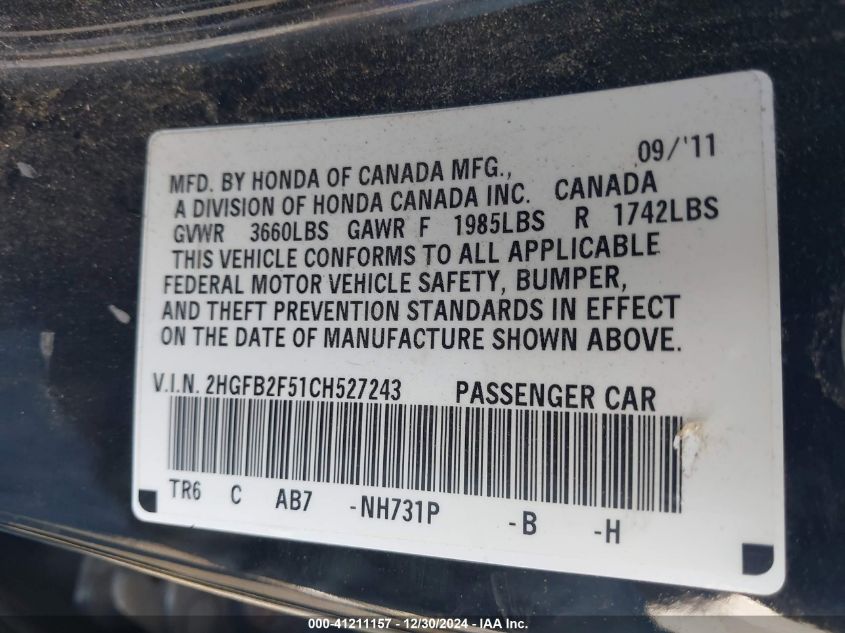 09/'11
MFD. BY HONDA OF CANADA MFG.,
A DIVISION OF HONDA CANADA INC. CANADA
GVWR 3660LBS GAWR F 1985LBS R 1742LBS
THIS VEHICLE CONFORMS TO ALL APPLICABLE
FEDERAL MOTOR VEHICLE SAFETY, BUMPER,
AND THEFT PREVENTION STANDARDS IN EFFECT
ON THE DATE OF MANUFACTURE SHOWN ABOVE.
V.I.N. 2HGFB2F51CH527243 PASSENGER CAR
TR6 C AB7 -NH731P -B -H
000-41211157 - 12/30/2024 - IAA Inc.